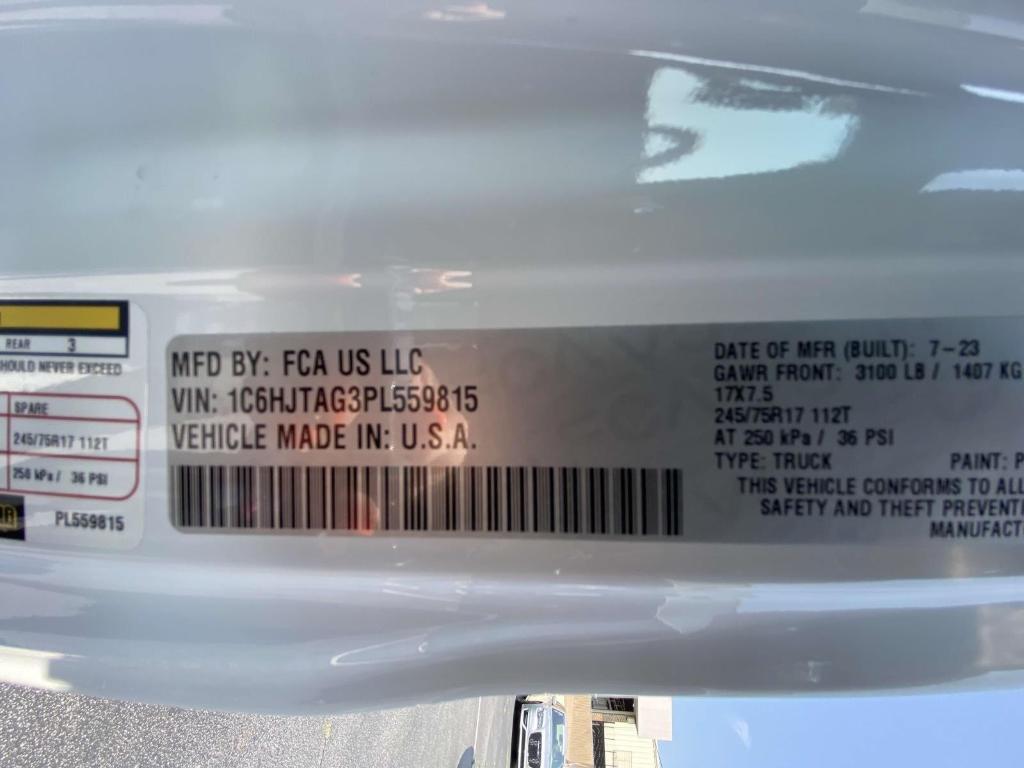 REAR 3
HOULD NEVER EXCEED
SPARE
245/75R17 112T
250 kPa / 36 PSI
PL559815
MFD BY: FCA US LLC
VIN: 1C6HJTAG3PL559815
VEHICLE MADE IN: U.S.A.
DATE OF MFR (BUILT): 7-23
GAWR FRONT: 3100 LB / 1407 KG
17X7.5
245/75R17 112T
AT 250 kPa / 36 PSI
TYPE: TRUCK PAINT: P
THIS VEHICLE CONFORMS TO ALL
SAFETY AND THEFT PREVENTI
MANUFACT